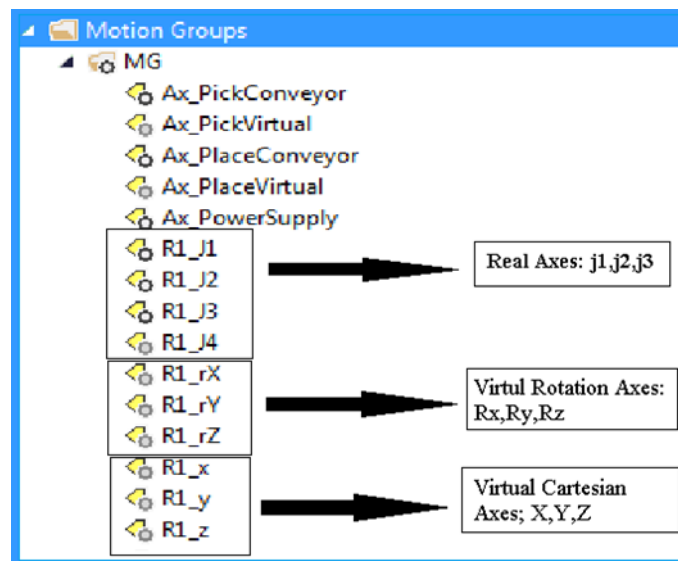 Motion Groups
MG
Ax_PickConveyor
Ax_PickVirtual
Ax_PlaceConveyor
Ax_PlaceVirtual
Ax_PowerSupply
R1_J1
R1_J2
R1_J3
R1_J4
Real Axes: j1,j2,j3
R1_rX
R1_rY
R1_rZ
Virtul Rotation Axes:
Rx,Ry,Rz
R1_x
R1_y
R1_z
Virtual Cartesian
Axes; X,Y,Z